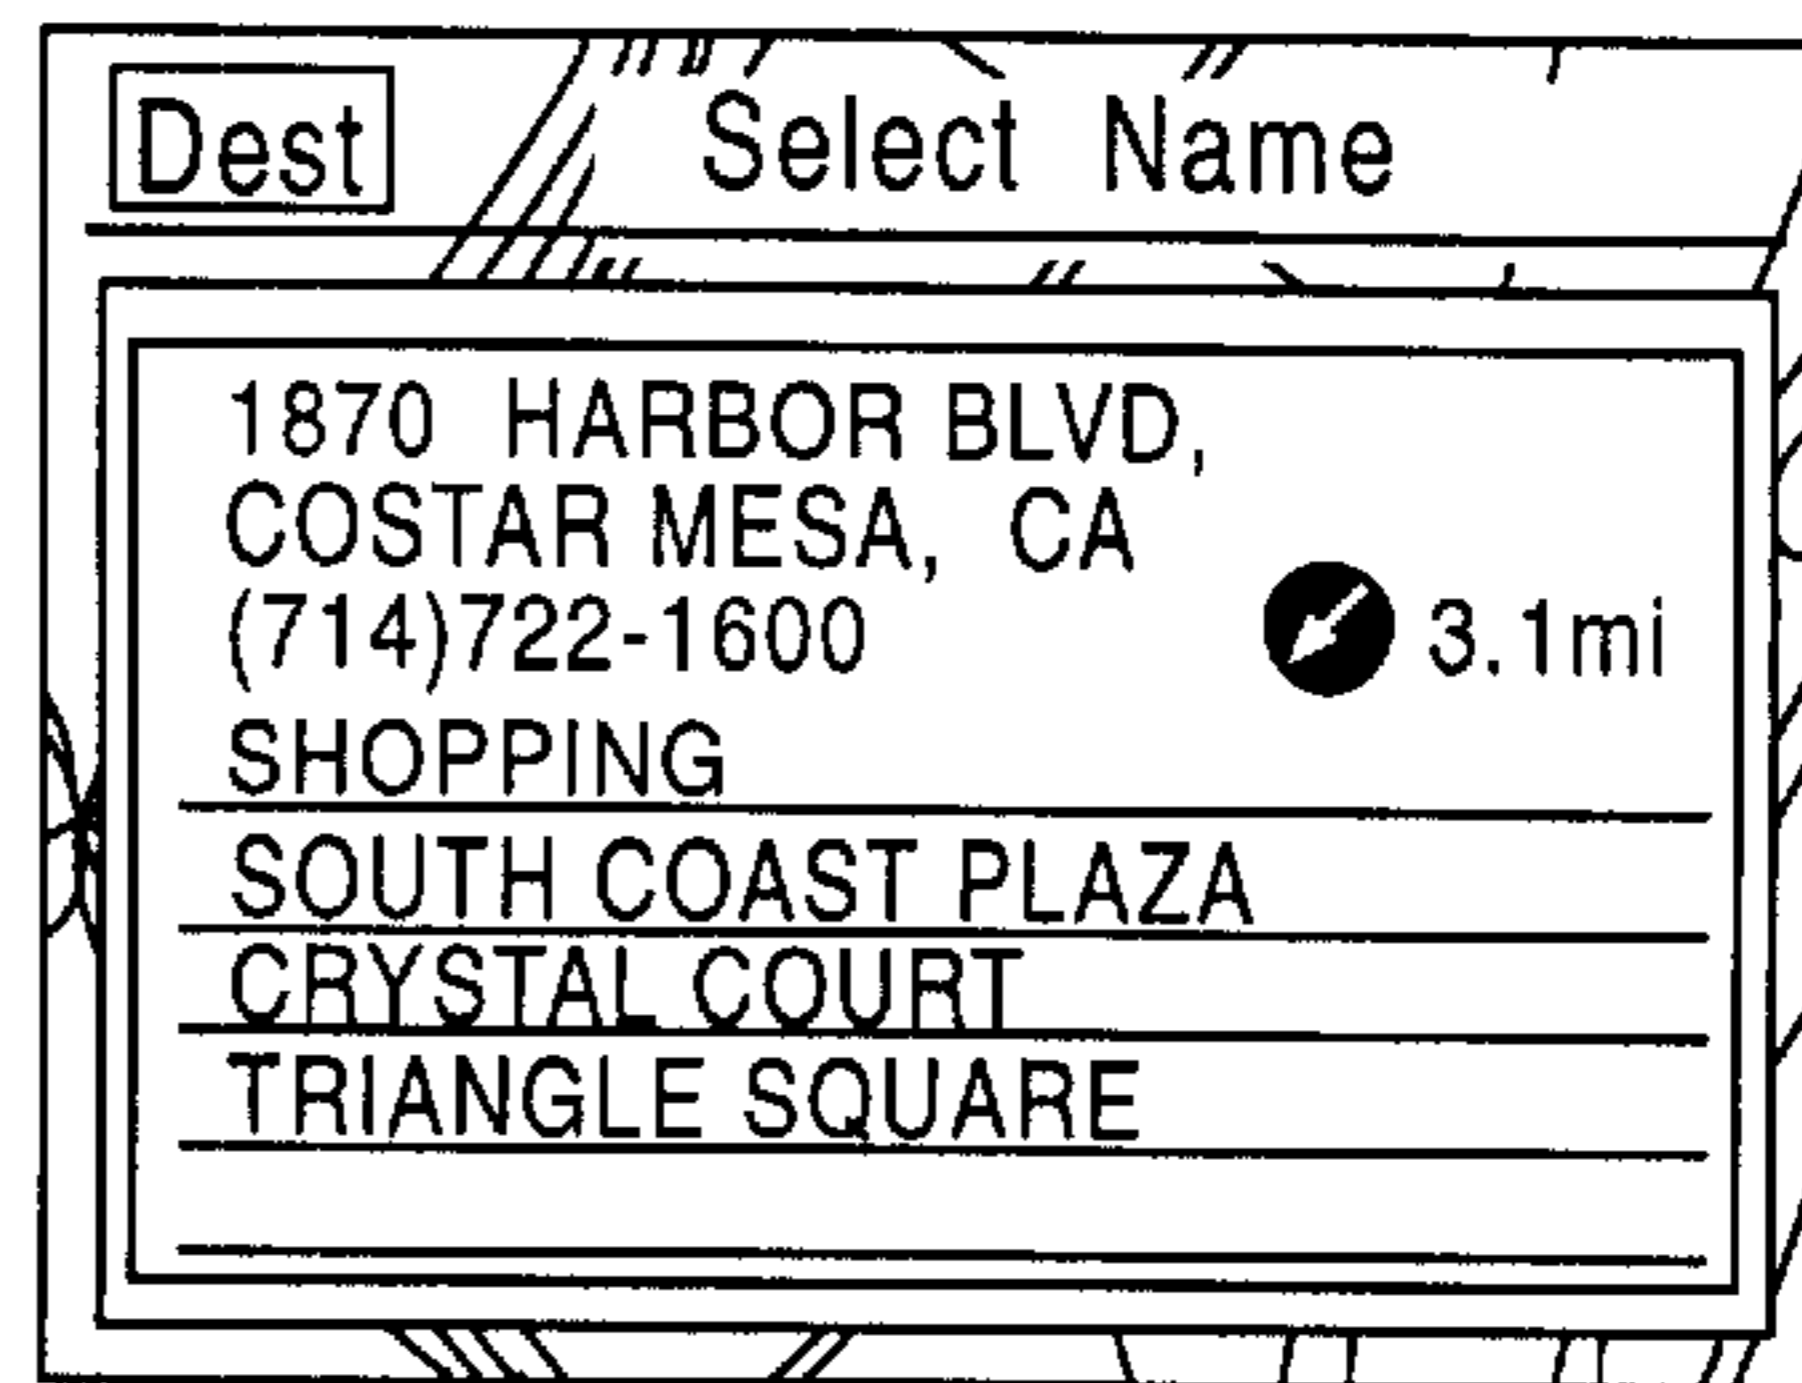 Dest
Select Name
1870 HARBOR BLVD,
COSTAR MESA, CA
(714)722-1600
3.1mi
SHOPPING
SOUTH COAST PLAZA
CRYSTAL COURT
TRIANGLE SQUARE